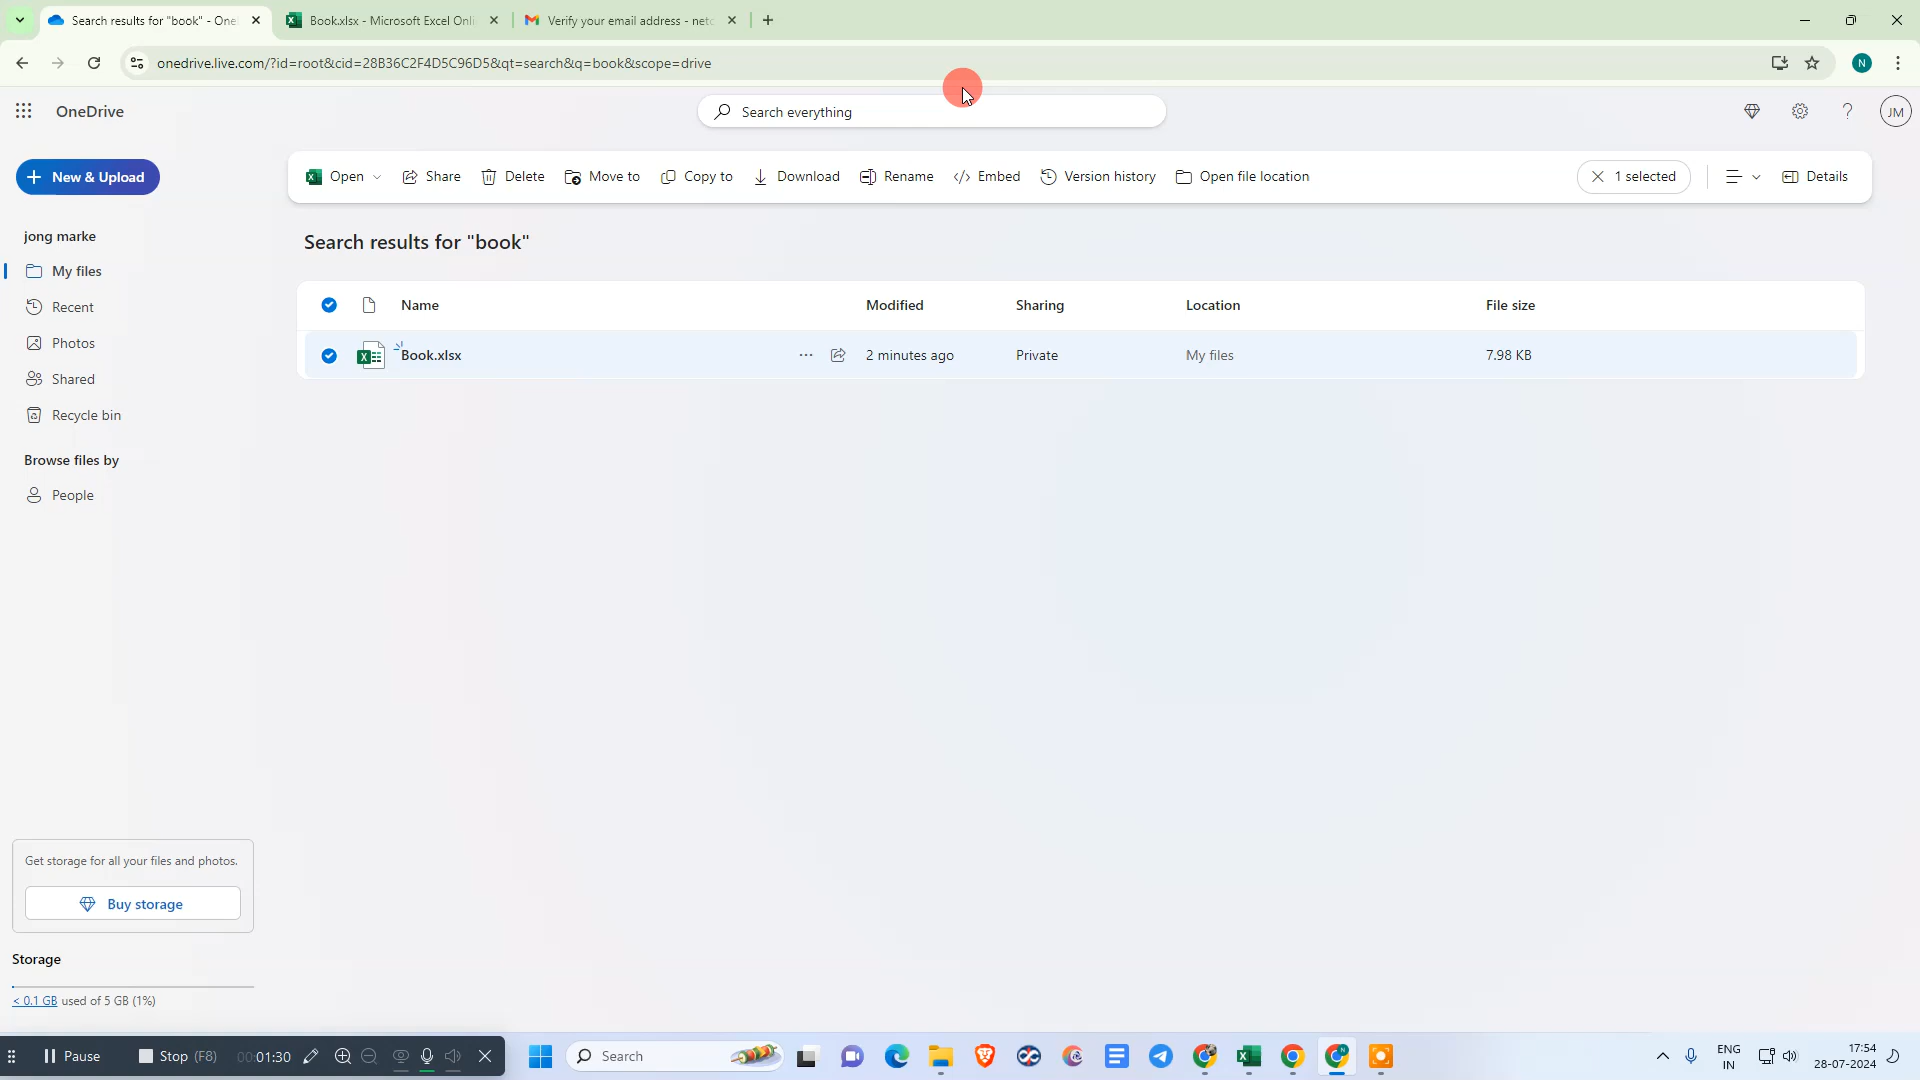 Search results for "book" - One
Book.xlsx - Microsoft Excel Onli
Verify your email address - netc
onedrive.live.com/?id=root&cid=28B36C2F4D5C96D5&qt=search&q=book&scope=drive
N
OneDrive
Search everything
JM
New & Upload
Open
Share
Delete
Move to
Copy to
Download
Rename
Embed
Version history
Open file location
1 selected
Details
jong marke
My files
Recent
Photos
Shared
Recycle bin
Browse files by
People
Search results for "book"
Name Modified Sharing Location File size
Book.xlsx 2 minutes ago Private My files 7.98 KB
Get storage for all your files and photos.
Buy storage
Storage
< 0.1 GB used of 5 GB (1%)
Pause
Stop (F8)
00:01:30
Search
ENG
IN
17:54
28-07-2024